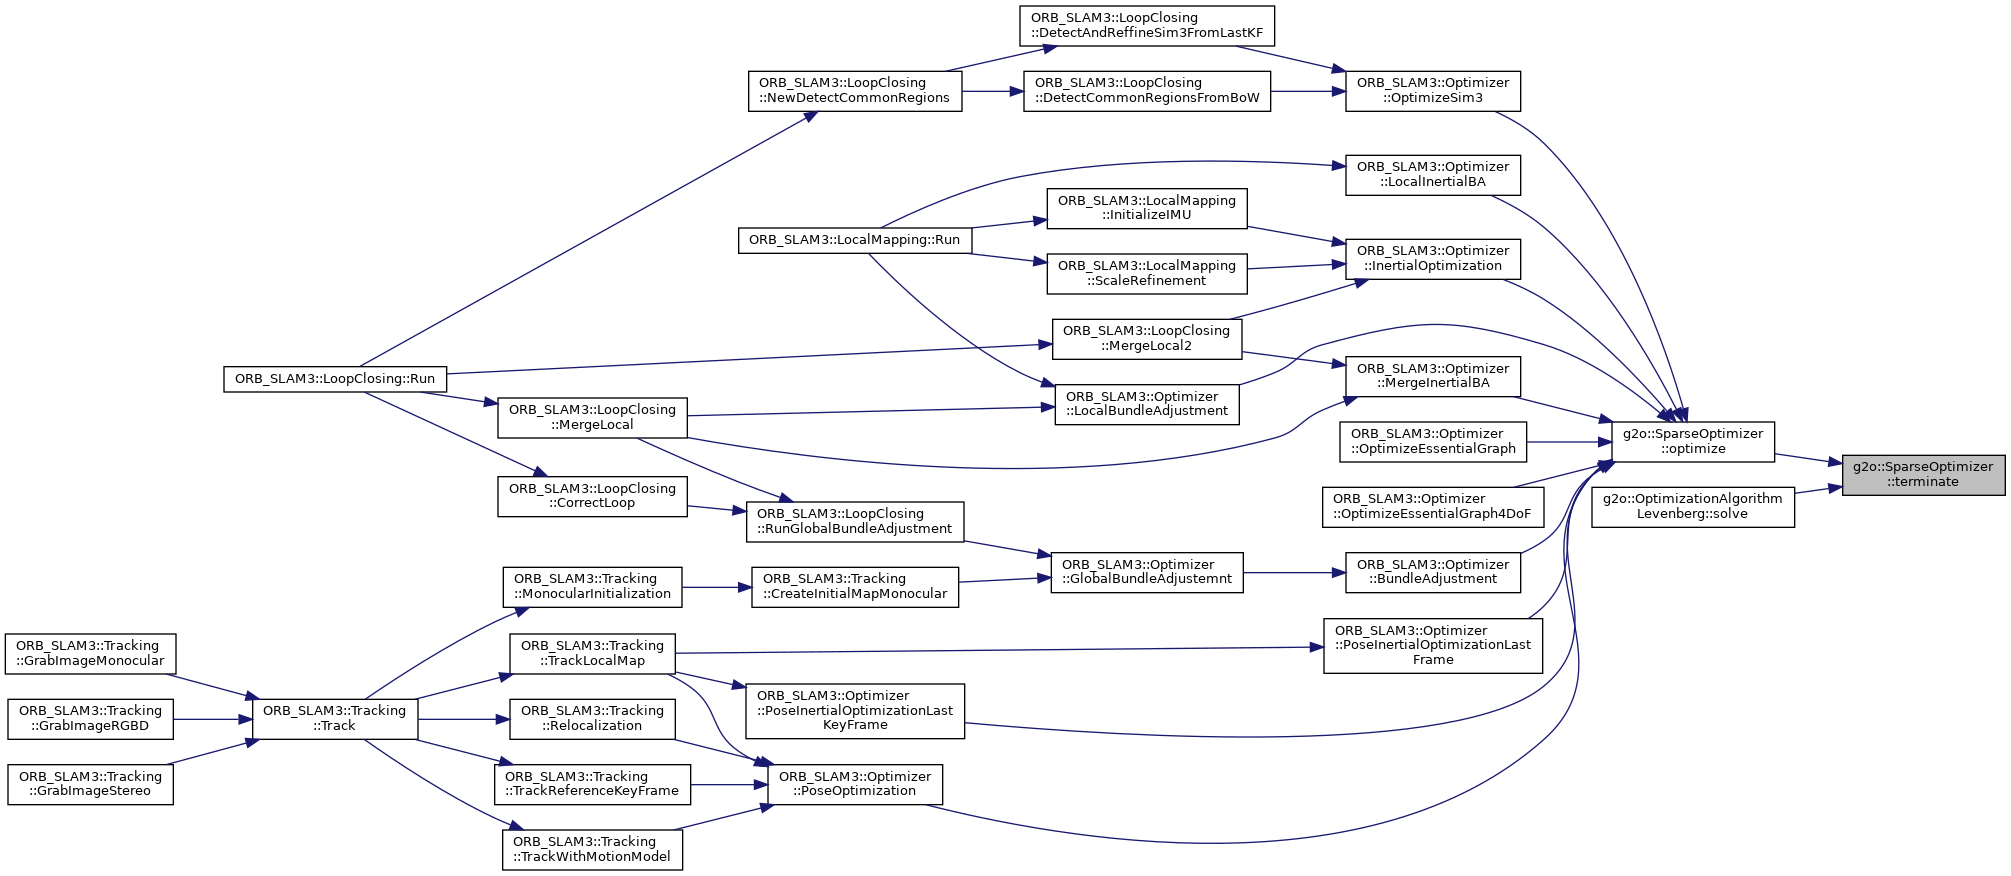 ORB_SLAM3::LoopClosing
::DetectAndReffineSim3FromLastKF
ORB_SLAM3::LoopClosing
::NewDetectCommonRegions
ORB_SLAM3::LoopClosing
::DetectCommonRegionsFromBoW
ORB_SLAM3::Optimizer
::OptimizeSim3
ORB_SLAM3::Optimizer
::LocalInertialBA
ORB_SLAM3::LocalMapping
::InitializeIMU
ORB_SLAM3::LocalMapping::Run
ORB_SLAM3::Optimizer
::InertialOptimization
ORB_SLAM3::LocalMapping
::ScaleRefinement
ORB_SLAM3::LoopClosing
::MergeLocal2
ORB_SLAM3::LoopClosing::Run
ORB_SLAM3::Optimizer
::MergeInertialBA
ORB_SLAM3::Optimizer
::LocalBundleAdjustment
ORB_SLAM3::LoopClosing
::MergeLocal
ORB_SLAM3::Optimizer
::OptimizeEssentialGraph
g2o::SparseOptimizer
::optimize
g2o::SparseOptimizer
::terminate
ORB_SLAM3::LoopClosing
::CorrectLoop
ORB_SLAM3::Optimizer
::OptimizeEssentialGraph4DoF
g2o::OptimizationAlgorithm
Levenberg::solve
ORB_SLAM3::LoopClosing
::RunGlobalBundleAdjustment
ORB_SLAM3::Optimizer
::GlobalBundleAdjustemnt
ORB_SLAM3::Optimizer
::BundleAdjustment
ORB_SLAM3::Tracking
::MonocularInitialization
ORB_SLAM3::Tracking
::CreateInitialMapMonocular
ORB_SLAM3::Tracking
::GrabImageMonocular
ORB_SLAM3::Tracking
::TrackLocalMap
ORB_SLAM3::Optimizer
::PoseInertialOptimizationLast
Frame
ORB_SLAM3::Tracking
::GrabImageRGBD
ORB_SLAM3::Tracking
::Track
ORB_SLAM3::Tracking
::Relocalization
ORB_SLAM3::Optimizer
::PoseInertialOptimizationLast
KeyFrame
ORB_SLAM3::Tracking
::GrabImageStereo
ORB_SLAM3::Tracking
::TrackReferenceKeyFrame
ORB_SLAM3::Optimizer
::PoseOptimization
ORB_SLAM3::Tracking
::TrackWithMotionModel